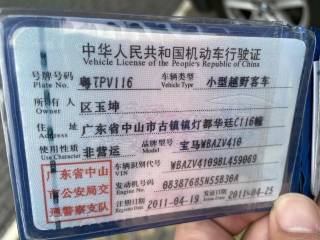 中华人民共和国机动车行驶证
Vehicle License of the People's Republic of China
号牌号码 粤TPV116 车辆类型 小型越野客车
Plate No. Vehicle Type
所有人 区玉坤
Owner
住址 广东省中山市古镇镇灯都华廷C116幢
Address
使用性质 非营运 品牌型号 宝马WBAZV410
Use Character Model
广东省中山
市公安局交
通警察支队
车辆识别代号 WBAZV4109BL459069
VIN
发动机号码 08387685N55B30A
Engine No.
注册日期 2011-04-19 发证日期 2011-04-25
Register Date Issue Date